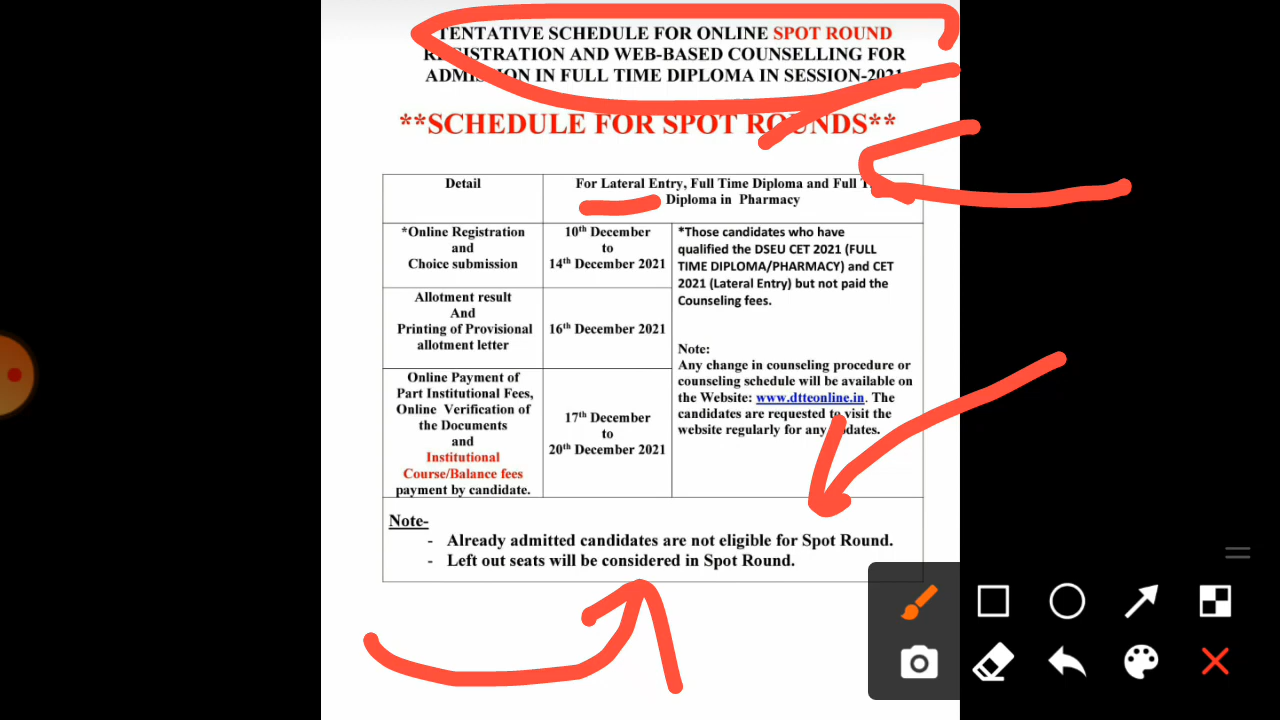 TENTATIVE SCHEDULE FOR ONLINE SPOT ROUND
REGISTRATION AND WEB-BASED COUNSELLING FOR
ADMISSION IN FULL TIME DIPLOMA IN SESSION-2021
**SCHEDULE FOR SPOT ROUNDS**
Detail
For Lateral Entry, Full Time Diploma and Full
Diploma in Pharmacy
*Online Registration
and
Choice submission
10th December
to
14th December 2021
*Those candidates who have
qualified the DSEU CET 2021 (FULL
TIME DIPLOMA/PHARMACY) and CET
2021 (Lateral Entry) but not paid the
Counseling fees.
Allotment result
And
Printing of Provisional
allotment letter
16th December 2021
Note:
Any change in counseling procedure or
counseling schedule will be available on
the Website: www.dtteonline.in. The
candidates are requested to visit the
website regularly for any updates.
Online Payment of
Part Institutional Fees,
Online Verification of
the Documents
and
Institutional
Course/Balance fees
payment by candidate.
17th December
to
20th December 2021
Note-
- Already admitted candidates are not eligible for Spot Round.
- Left out seats will be considered in Spot Round.